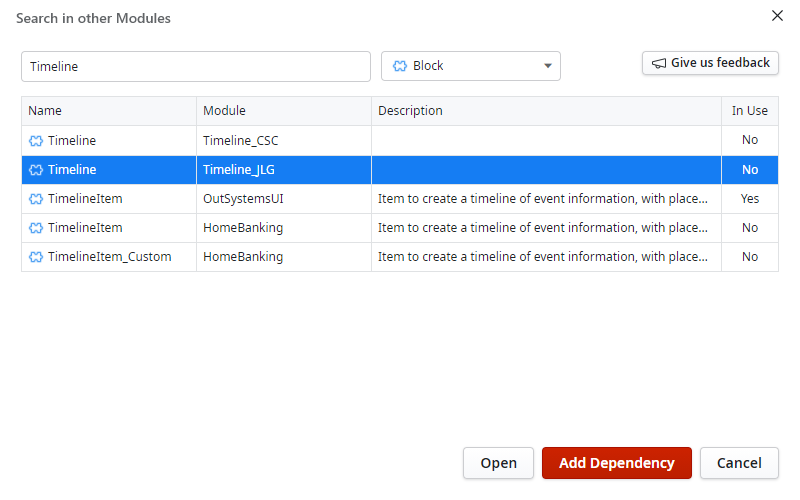 Search in other Modules
Timeline
Block
Give us feedback
Name Module Description In Use
Timeline Timeline_CSC No
Timeline Timeline_JLG No
TimelineItem OutSystemsUI Item to create a timeline of event information, with place... Yes
TimelineItem HomeBanking Item to create a timeline of event information, with place... No
TimelineItem_Custom HomeBanking Item to create a timeline of event information, with place... No
Open Add Dependency Cancel